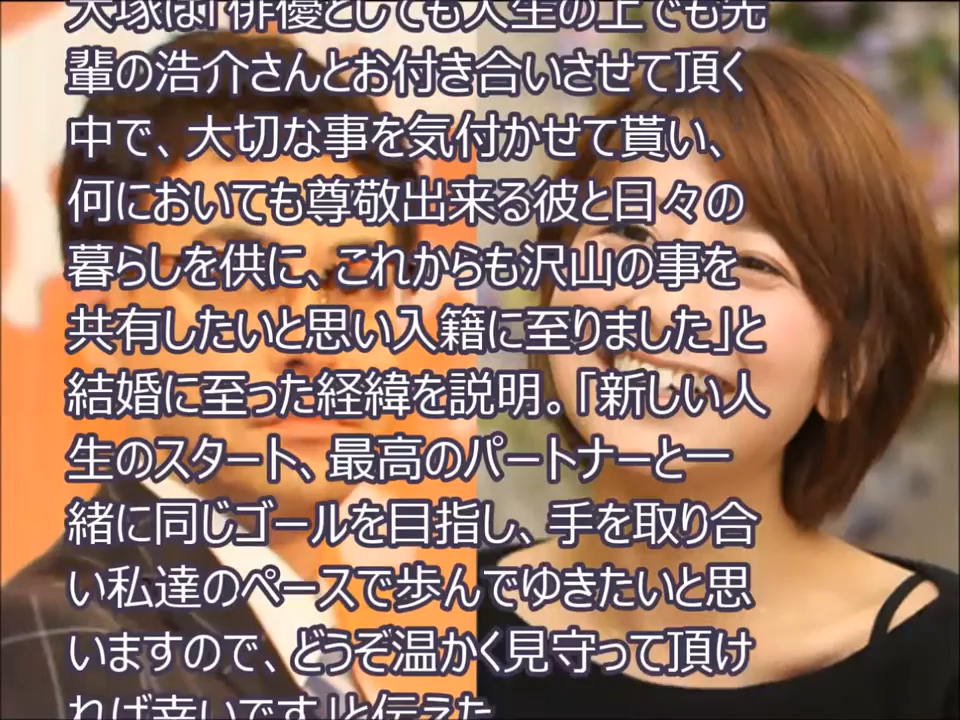 大塚は「俳優としても人生の上でも先
輩の浩介さんとお付き合いさせて頂く
中で、大切な事を気付かせて貰い、
何においても尊敬出来る彼と日々の
暮らしを供に、これからも沢山の事を
共有したいと思い入籍に至りました」と
結婚に至った経緯を説明。「新しい人
生のスタート、最高のパートナーと一
緒に同じゴールを目指し、手を取り合
い私達のペースで歩んでゆきたいと思
いますので、どうぞ温かく見守って頂け
れば幸いです」と伝えた